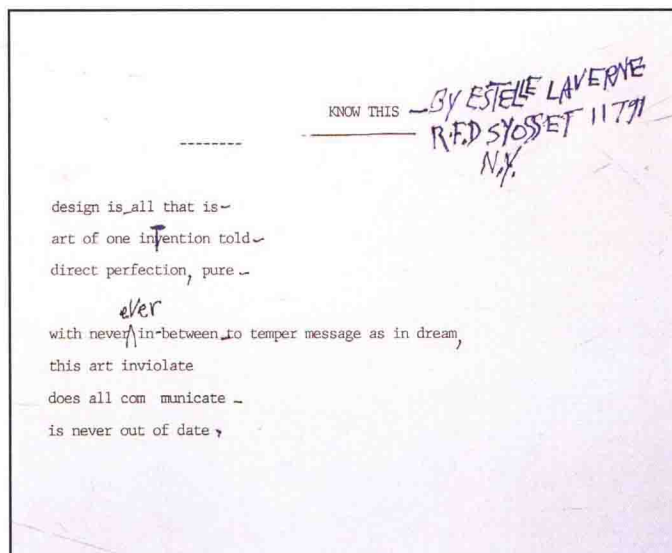 KNOW THIS – BY ESTELLE LAVERNE
R.F.D SYOSSET 11791
N.Y.
--------
design is all that is –
art of one intention told –
direct perfection, pure –
ever
with never in-between to temper message as in dream,
this art inviolate
does all com municate –
is never out of date,